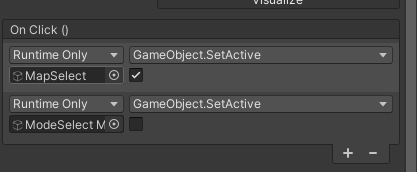 Visualize
On Click ()
Runtime Only GameObject.SetActive
MapSelect
Runtime Only GameObject.SetActive
ModeSelect M